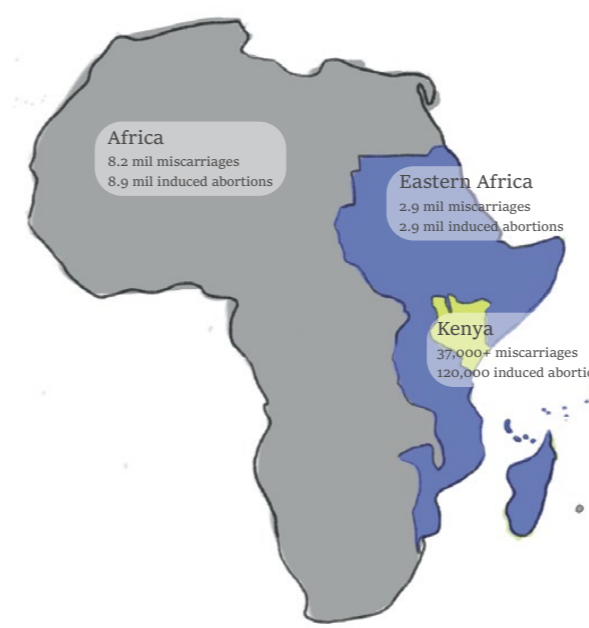 Africa
8.2 mil miscarriages
8.9 mil induced abortions
Eastern Africa
2.9 mil miscarriages
2.9 mil induced abortions
Kenya
37,000+ miscarriages
120,000 induced abortio